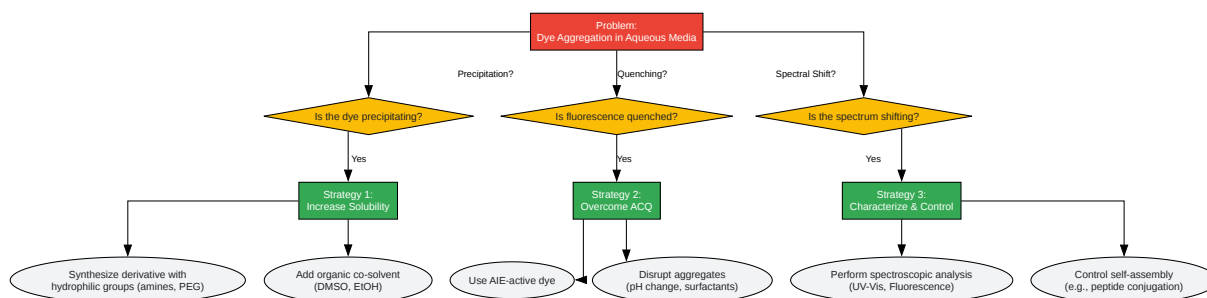 Problem:
Dye Aggregation in Aqueous Media
Precipitation?
Quenching?
Spectral Shift?
Is the dye precipitating?
Is fluorescence quenched?
Is the spectrum shifting?
Yes
Yes
Yes
Strategy 1:
Increase Solubility
Strategy 2:
Overcome ACQ
Strategy 3:
Characterize & Control
Synthesize derivative with
hydrophilic groups (amines, PEG)
Add organic co-solvent
(DMSO, EtOH)
Use AIE-active dye
Disrupt aggregates
(pH change, surfactants)
Perform spectroscopic analysis
(UV-Vis, Fluorescence)
Control self-assembly
(e.g., peptide conjugation)